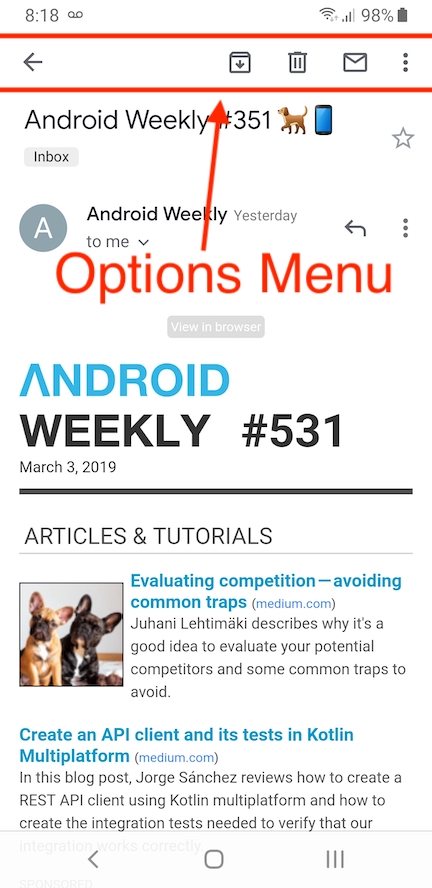 8:18 98%
Android Weekly #351
Inbox
A
Android Weekly Yesterday
to me
Options Menu
View in browser
ANDROID
WEEKLY #531
March 3, 2019
ARTICLES & TUTORIALS
Evaluating competition — avoiding
common traps (medium.com)
Juhani Lehtimäki describes why it's a
good idea to evaluate your potential
competitors and some common traps to
avoid.
Create an API client and its tests in Kotlin
Multiplatform (medium.com)
In this blog post, Jorge Sánchez reviews how to create a
REST API client using Kotlin multiplatform and how to
create the integration tests needed to verify that our
integration works correctly.
SPONSORED